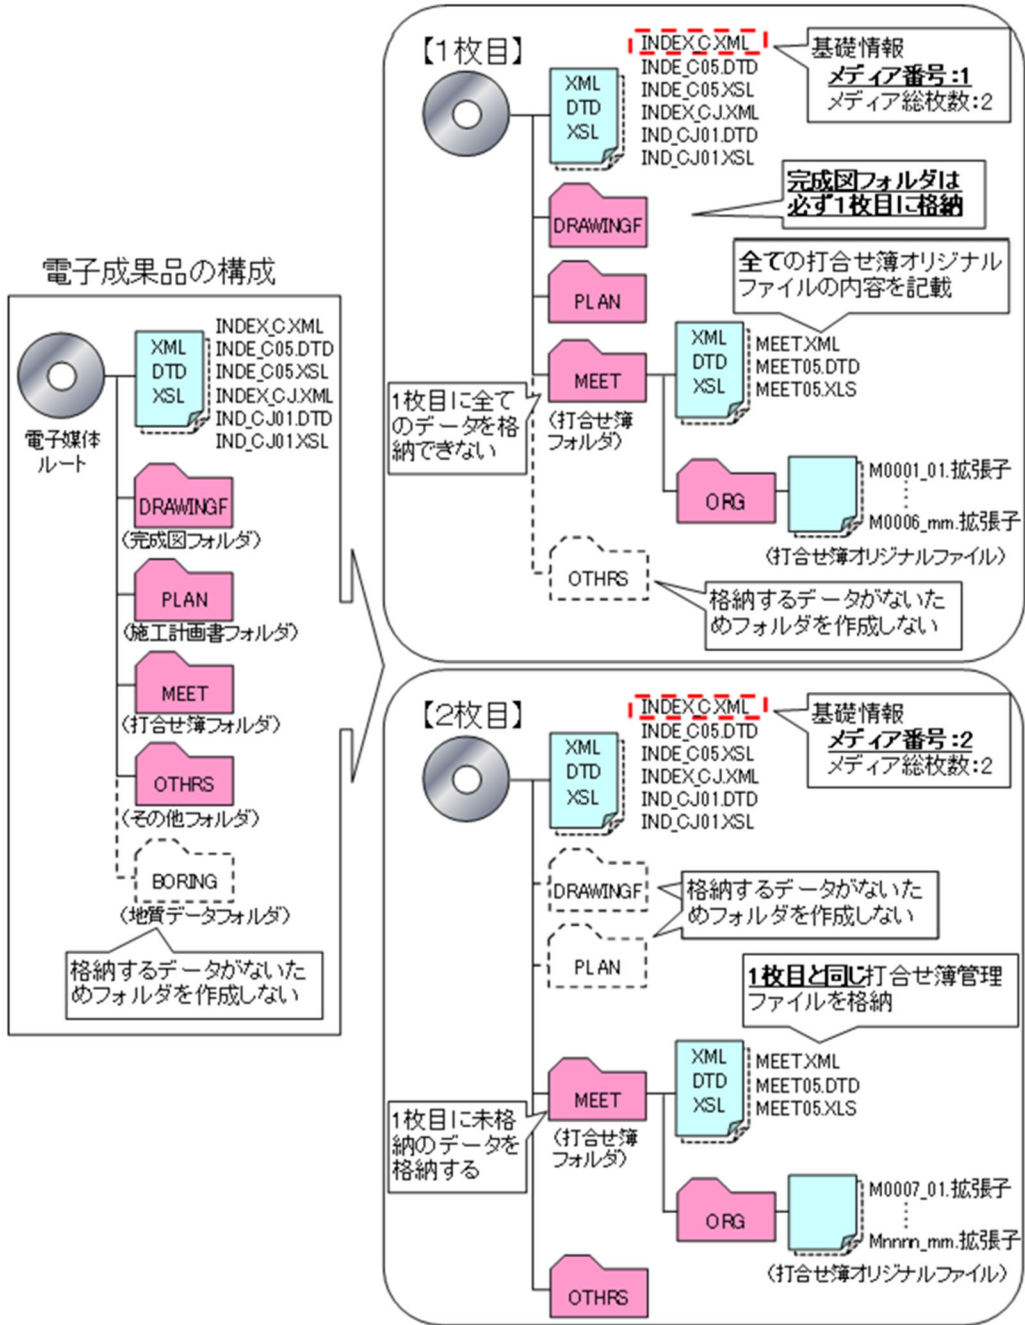 電子成果品の構成
XML
DTD
XSL
INDEX_C.XML
INDE_C05.DTD
INDE_C05.XSL
INDEX_CJ.XML
IND_CJ01.DTD
IND_CJ01.XSL
電子媒体
ルート
DRAWINGF
(完成図フォルダ)
PLAN
(施工計画書フォルダ)
MEET
(打合せ簿フォルダ)
OTHRS
(その他フォルダ)
BORING
(地質データフォルダ)
格納するデータがないた
めフォルダを作成しない
【1枚目】
XML
DTD
XSL
INDEX_C.XML
INDE_C05.DTD
INDE_C05.XSL
INDEX_CJ.XML
IND_CJ01.DTD
IND_CJ01.XSL
基礎情報
メディア番号:1
メディア総枚数:2
DRAWINGF
完成図フォルダは
必ず1枚目に格納
PLAN
全ての打合せ簿オリジナル
ファイルの内容を記載
MEET
(打合せ簿
フォルダ)
XML
DTD
XSL
MEET.XML
MEET05.DTD
MEET05.XLS
1枚目に全て
のデータを格
納できない
ORG
M0001_01.拡張子
M0006_mm.拡張子
(打合せ簿オリジナルファイル)
OTHRS
格納するデータがないた
めフォルダを作成しない
【2枚目】
XML
DTD
XSL
INDEX_C.XML
INDE_C05.DTD
INDE_C05.XSL
INDEX_CJ.XML
IND_CJ01.DTD
IND_CJ01.XSL
基礎情報
メディア番号:2
メディア総枚数:2
DRAWINGF
PLAN
格納するデータがないた
めフォルダを作成しない
1枚目と同じ打合せ簿管理
ファイルを格納
MEET
(打合せ簿
フォルダ)
XML
DTD
XSL
MEET.XML
MEET05.DTD
MEET05.XLS
1枚目に未格
納のデータを
格納する
ORG
M0007_01.拡張子
Mnnnn_mm.拡張子
(打合せ簿オリジナルファイル)
OTHRS